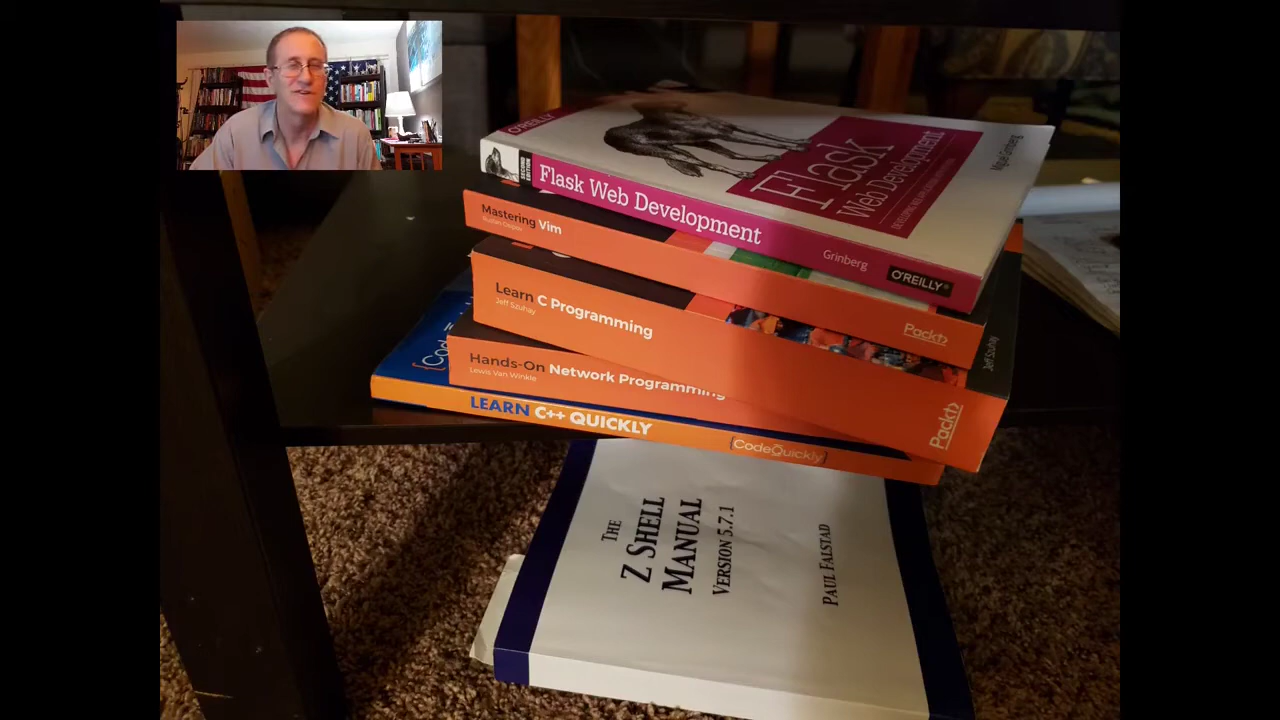 O'REILLY
Flask
Web Development
Miguel Grinberg
SECOND EDITION
Flask Web Development
Grinberg
O'REILLY
Mastering Vim
Ruslan Osipov
Packt>
Learn C Programming
Jeff Szuhay
Packt>
Jeff Szuhay
Hands-On Network Programming
Lewis Van Winkle
LEARN C++ QUICKLY
{CodeQuickly}
THE
Z SHELL
MANUAL
VERSION 5.7.1
PAUL FALSTAD